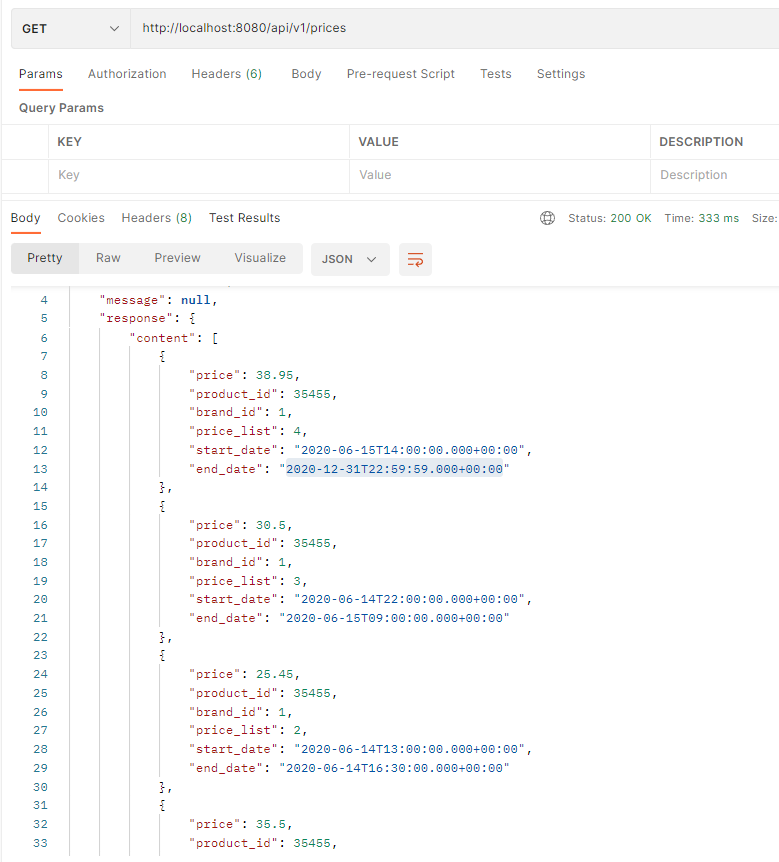 GET http://localhost:8080/api/v1/prices
Params Authorization Headers (6) Body Pre-request Script Tests Settings
Query Params
KEY VALUE DESCRIPTION
Key Value Description
Body Cookies Headers (8) Test Results Status: 200 OK Time: 333 ms Size:
Pretty Raw Preview Visualize JSON
4 "message": null,
5 "response": {
6 "content": [
7 {
8 "price": 38.95,
9 "product_id": 35455,
10 "brand_id": 1,
11 "price_list": 4,
12 "start_date": "2020-06-15T14:00:00.000+00:00",
13 "end_date": "2020-12-31T22:59:59.000+00:00"
14 },
15 {
16 "price": 30.5,
17 "product_id": 35455,
18 "brand_id": 1,
19 "price_list": 3,
20 "start_date": "2020-06-14T22:00:00.000+00:00",
21 "end_date": "2020-06-15T09:00:00.000+00:00"
22 },
23 {
24 "price": 25.45,
25 "product_id": 35455,
26 "brand_id": 1,
27 "price_list": 2,
28 "start_date": "2020-06-14T13:00:00.000+00:00",
29 "end_date": "2020-06-14T16:30:00.000+00:00"
30 },
31 {
32 "price": 35.5,
33 "product_id": 35455,